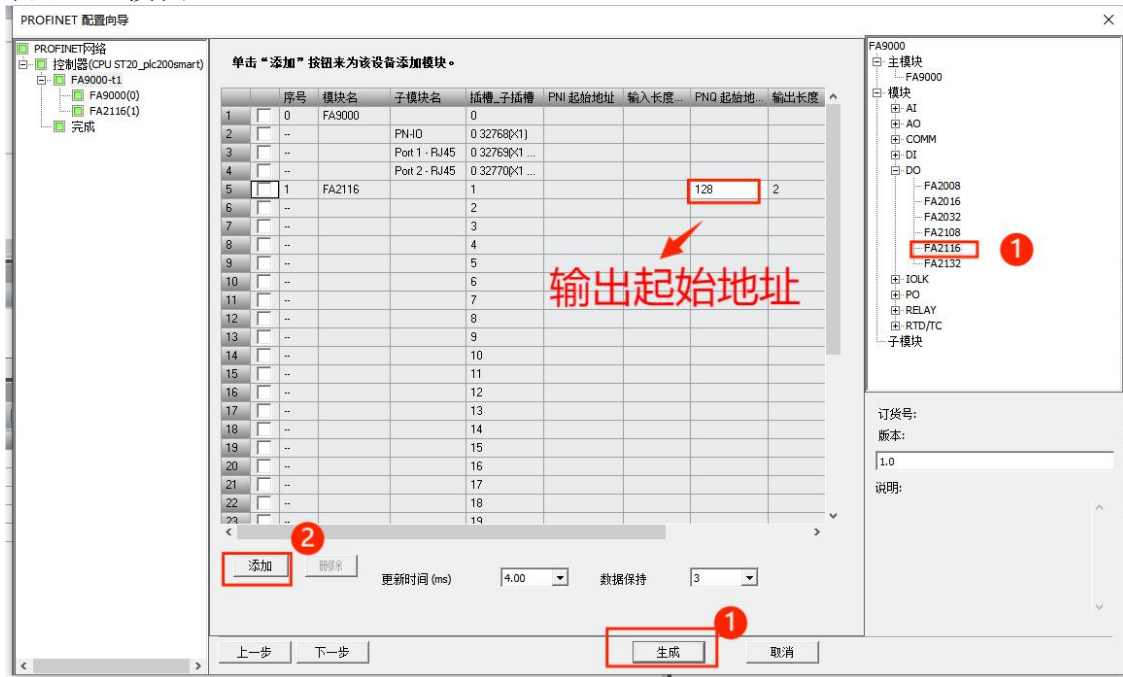 PROFINET 配置向导
PROFINET网络
控制器(CPU ST20_plc200smart)
FA9000-t1
FA9000(0)
FA2116(1)
完成
单击“添加”按钮来为该设备添加模块。
序号 模块名 子模块名 插槽_子插槽 PNI 起始地址 输入长度... PNQ 起始地... 输出长度
1 0 FA9000 0
2 -- PN-IO 0 32768(X1)
3 -- Port 1 - RJ45 0 32769(X1 ...
4 -- Port 2 - RJ45 0 32770(X1 ...
5 1 FA2116 1 128 2
6 -- 2
7 -- 3
8 -- 4
9 -- 5
10 -- 6
11 -- 7
12 -- 8
13 -- 9
14 -- 10
15 -- 11
16 -- 12
17 -- 13
18 -- 14
19 -- 15
20 -- 16
21 -- 17
22 -- 18
23 -- 19
输出起始地址
2
添加
删除
更新时间 (ms)
4.00
数据保持
3
1
上一步
下一步
生成
取消
FA9000
主模块
FA9000
模块
AI
AO
COMM
DI
DO
FA2008
FA2016
FA2032
FA2108
FA2116
1
FA2132
IOLK
PO
RELAY
RTD/TC
子模块
订货号:
版本:
1.0
说明: